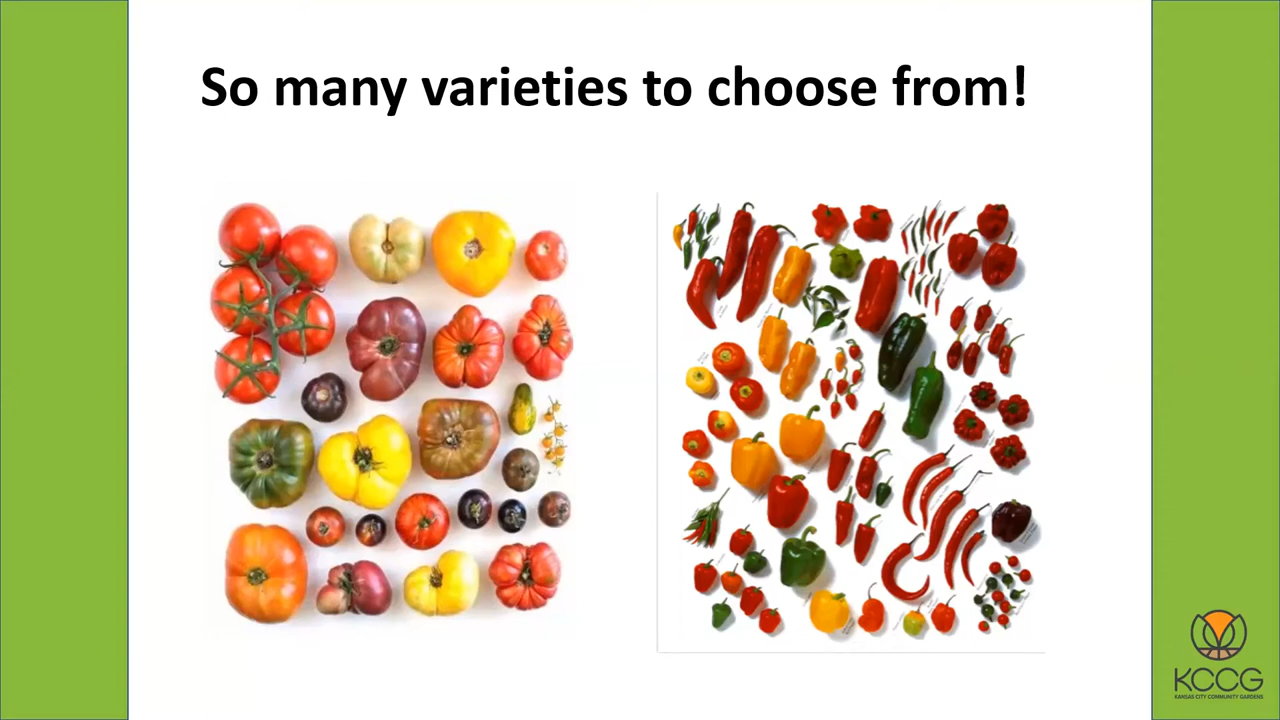 So many varieties to choose from!
KCCG
KANSAS CITY COMMUNITY GARDENS